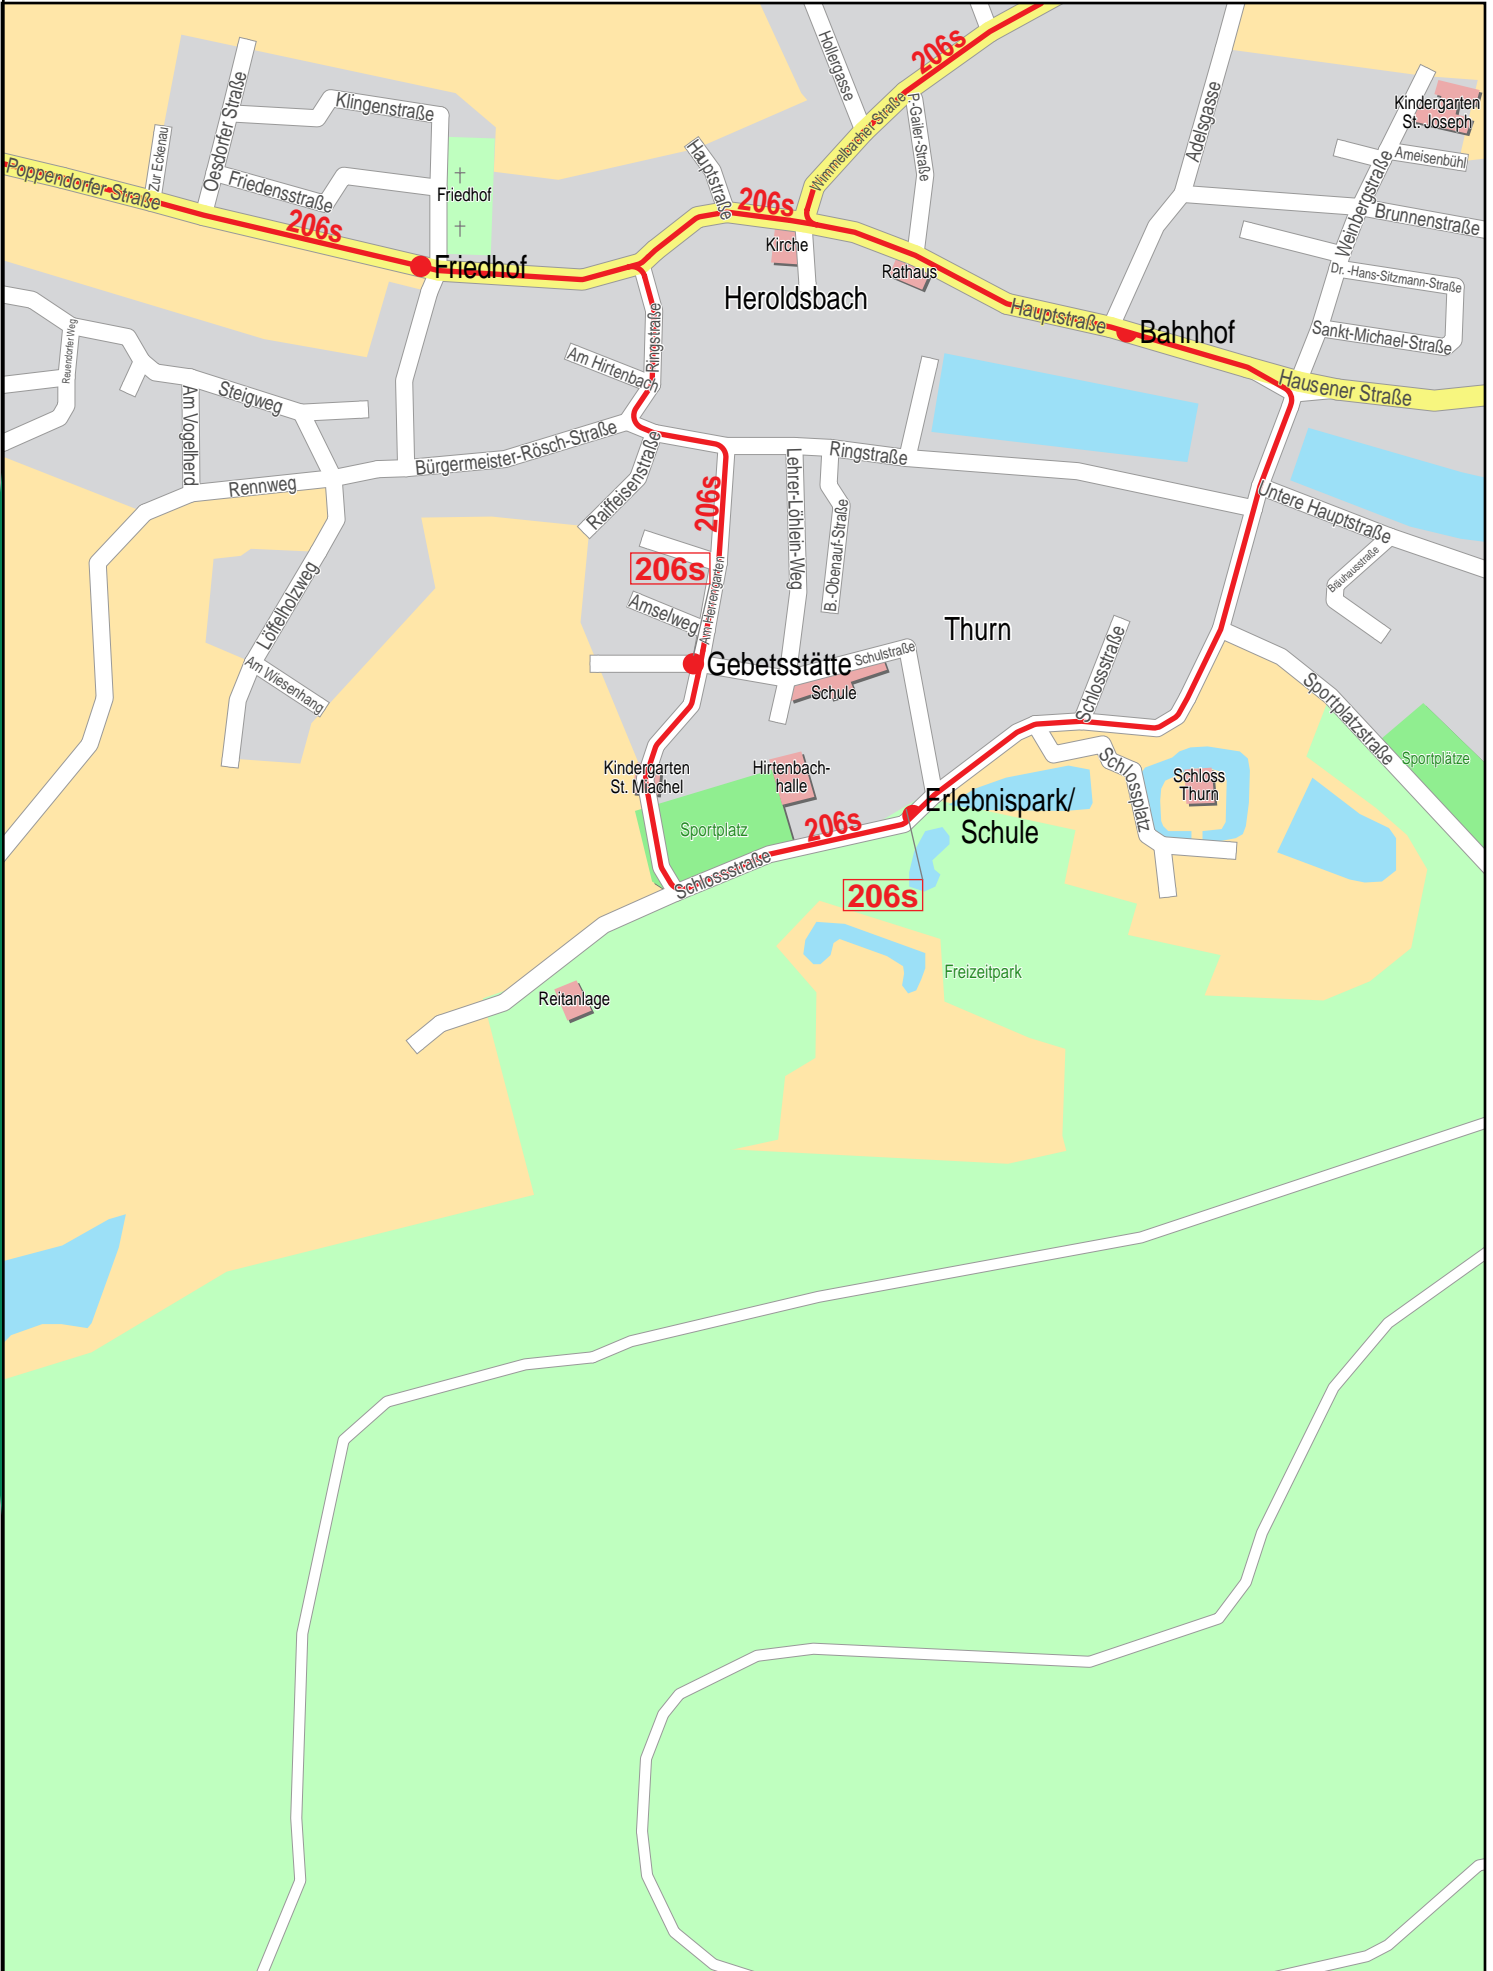 Hollergasse
206s
Klingenstraße
Oesdorfer Straße
Zur Eckenau
Friedensstraße
Poppendorfer Straße
206s
Friedhof
Friedhof
Hauptstraße
206s
Wimmelbacher Straße
P.-Gailer-Straße
Adelsgasse
Kindergarten
St. Joseph
Ameisenbühl
Weinbergstraße
Brunnenstraße
Dr. -Hans-Sitzmann-Straße
Sankt-Michael-Straße
Kirche
Rathaus
Heroldsbach
Hauptstraße
Bahnhof
Hausener Straße
Ringstraße
Am Hirtenbach
Reuendorfer Weg
Steigweg
Am Vogelherd
Rennweg
Bürgermeister-Rösch-Straße
Raiffeisenstraße
206s
Lehrer-Löhlein-Weg
Ringstraße
B.-Obenauf-Straße
Untere Hauptstraße
Bräuhausstraße
206s
Am Herrengarten
Amselweg
Löffelholzweg
Am Wiesenhang
Gebetsstätte
Schulstraße
Schule
Thurn
Schlossstraße
Sportplatzstraße
Sportplätze
Kindergarten
St. Miachel
Hirtenbach-
halle
Schlossplatz
Schloss
Thurn
Erlebnispark/
Schule
Sportplatz
206s
Schlossstraße
206s
Freizeitpark
Reitanlage